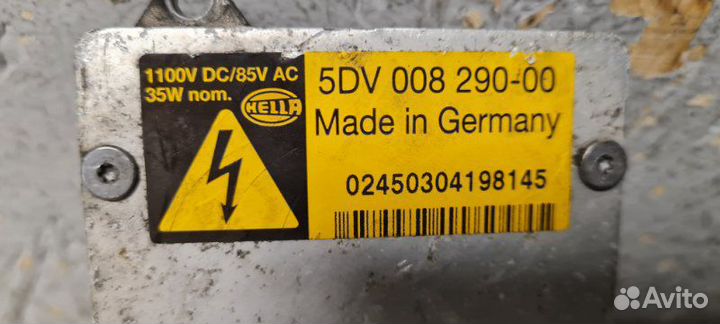 1100V DC/85V AC
35W nom.
HELLA
5DV 008 290-00
Made in Germany
02450304198145
Avito